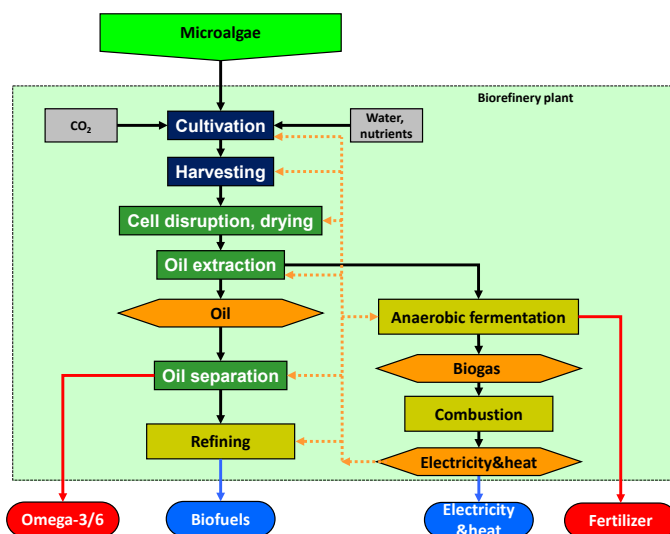 Microalgae
Biorefinery plant
CO₂
Cultivation
Water,
nutrients
Harvesting
Cell disruption, drying
Oil extraction
Oil
Anaerobic fermentation
Biogas
Oil separation
Combustion
Refining
Electricity&heat
Omega-3/6
Biofuels
Electricity
&heat
Fertilizer